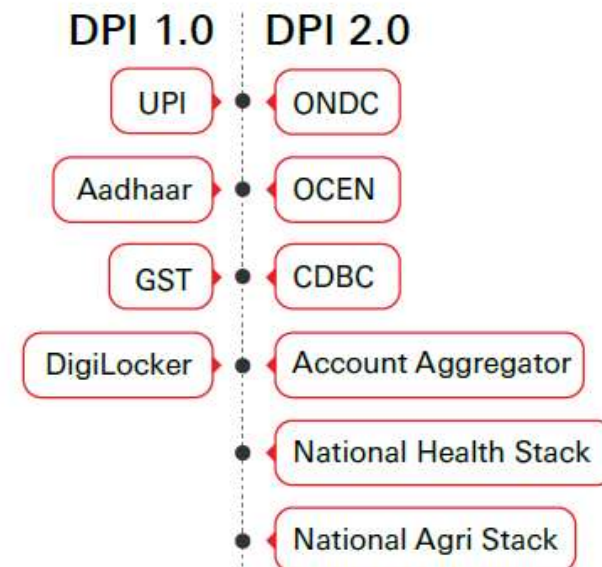 DPI 1.0 DPI 2.0
UPI ONDC
Aadhaar OCEN
GST CDBC
DigiLocker Account Aggregator
National Health Stack
National Agri Stack